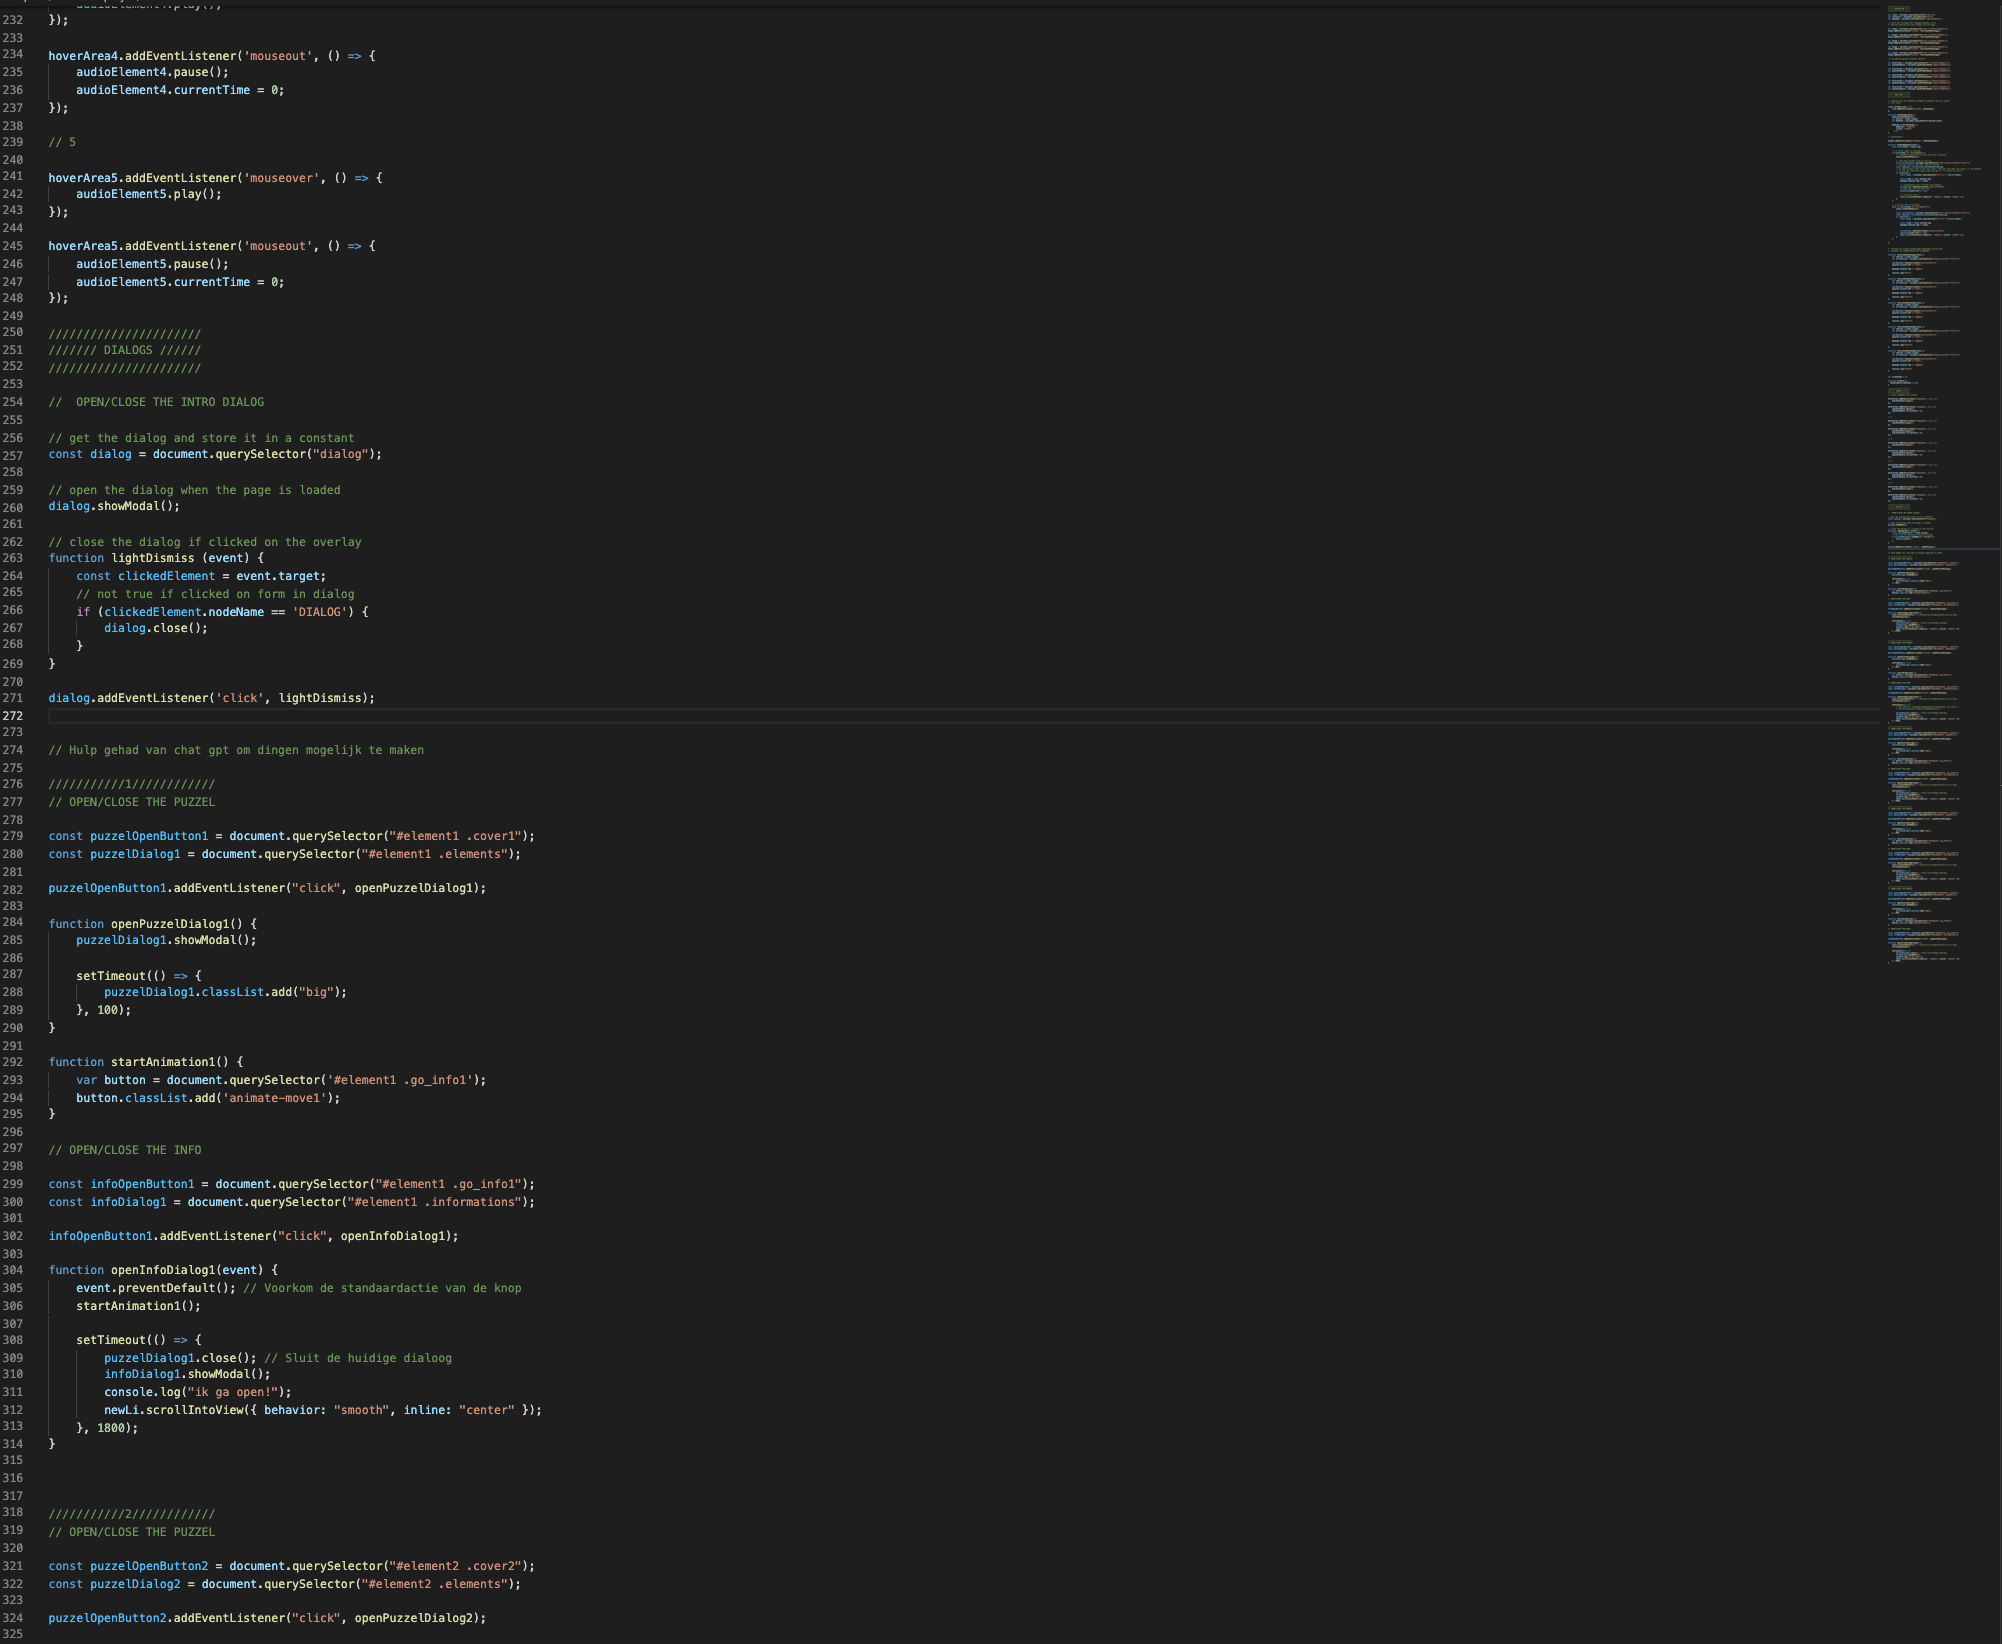 232 });
233
234 hoverArea4.addEventListener('mouseout', () => {
235     audioElement4.pause();
236     audioElement4.currentTime = 0;
237 });
238
239 // 5
240
241 hoverArea5.addEventListener('mouseover', () => {
242     audioElement5.play();
243 });
244
245 hoverArea5.addEventListener('mouseout', () => {
246     audioElement5.pause();
247     audioElement5.currentTime = 0;
248 });
249
250 //////////////////////
251 /////// DIALOGS //////
252 //////////////////////
253
254 //  OPEN/CLOSE THE INTRO DIALOG
255
256 // get the dialog and store it in a constant
257 const dialog = document.querySelector("dialog");
258
259 // open the dialog when the page is loaded
260 dialog.showModal();
261
262 // close the dialog if clicked on the overlay
263 function lightDismiss (event) {
264     const clickedElement = event.target;
265     // not true if clicked on form in dialog
266     if (clickedElement.nodeName == 'DIALOG') {
267         dialog.close();
268     }
269 }
270
271 dialog.addEventListener('click', lightDismiss);
272
273
274 // Hulp gehad van chat gpt om dingen mogelijk te maken
275
276 ///////////1////////////
277 // OPEN/CLOSE THE PUZZEL
278
279 const puzzelOpenButton1 = document.querySelector("#element1 .cover1");
280 const puzzelDialog1 = document.querySelector("#element1 .elements");
281
282 puzzelOpenButton1.addEventListener("click", openPuzzelDialog1);
283
284 function openPuzzelDialog1() {
285     puzzelDialog1.showModal();
286
287     setTimeout(() => {
288         puzzelDialog1.classList.add("big");
289     }, 100);
290 }
291
292 function startAnimation1() {
293     var button = document.querySelector('#element1 .go_info1');
294     button.classList.add('animate-move1');
295 }
296
297 // OPEN/CLOSE THE INFO
298
299 const infoOpenButton1 = document.querySelector("#element1 .go_info1");
300 const infoDialog1 = document.querySelector("#element1 .informations");
301
302 infoOpenButton1.addEventListener("click", openInfoDialog1);
303
304 function openInfoDialog1(event) {
305     event.preventDefault(); // Voorkom de standaardactie van de knop
306     startAnimation1();
307
308     setTimeout(() => {
309         puzzelDialog1.close(); // Sluit de huidige dialoog
310         infoDialog1.showModal();
311         console.log("ik ga open!");
312         newLi.scrollIntoView({ behavior: "smooth", inline: "center" });
313     }, 1800);
314 }
315
316
317
318 ///////////2////////////
319 // OPEN/CLOSE THE PUZZEL
320
321 const puzzelOpenButton2 = document.querySelector("#element2 .cover2");
322 const puzzelDialog2 = document.querySelector("#element2 .elements");
323
324 puzzelOpenButton2.addEventListener("click", openPuzzelDialog2);
325